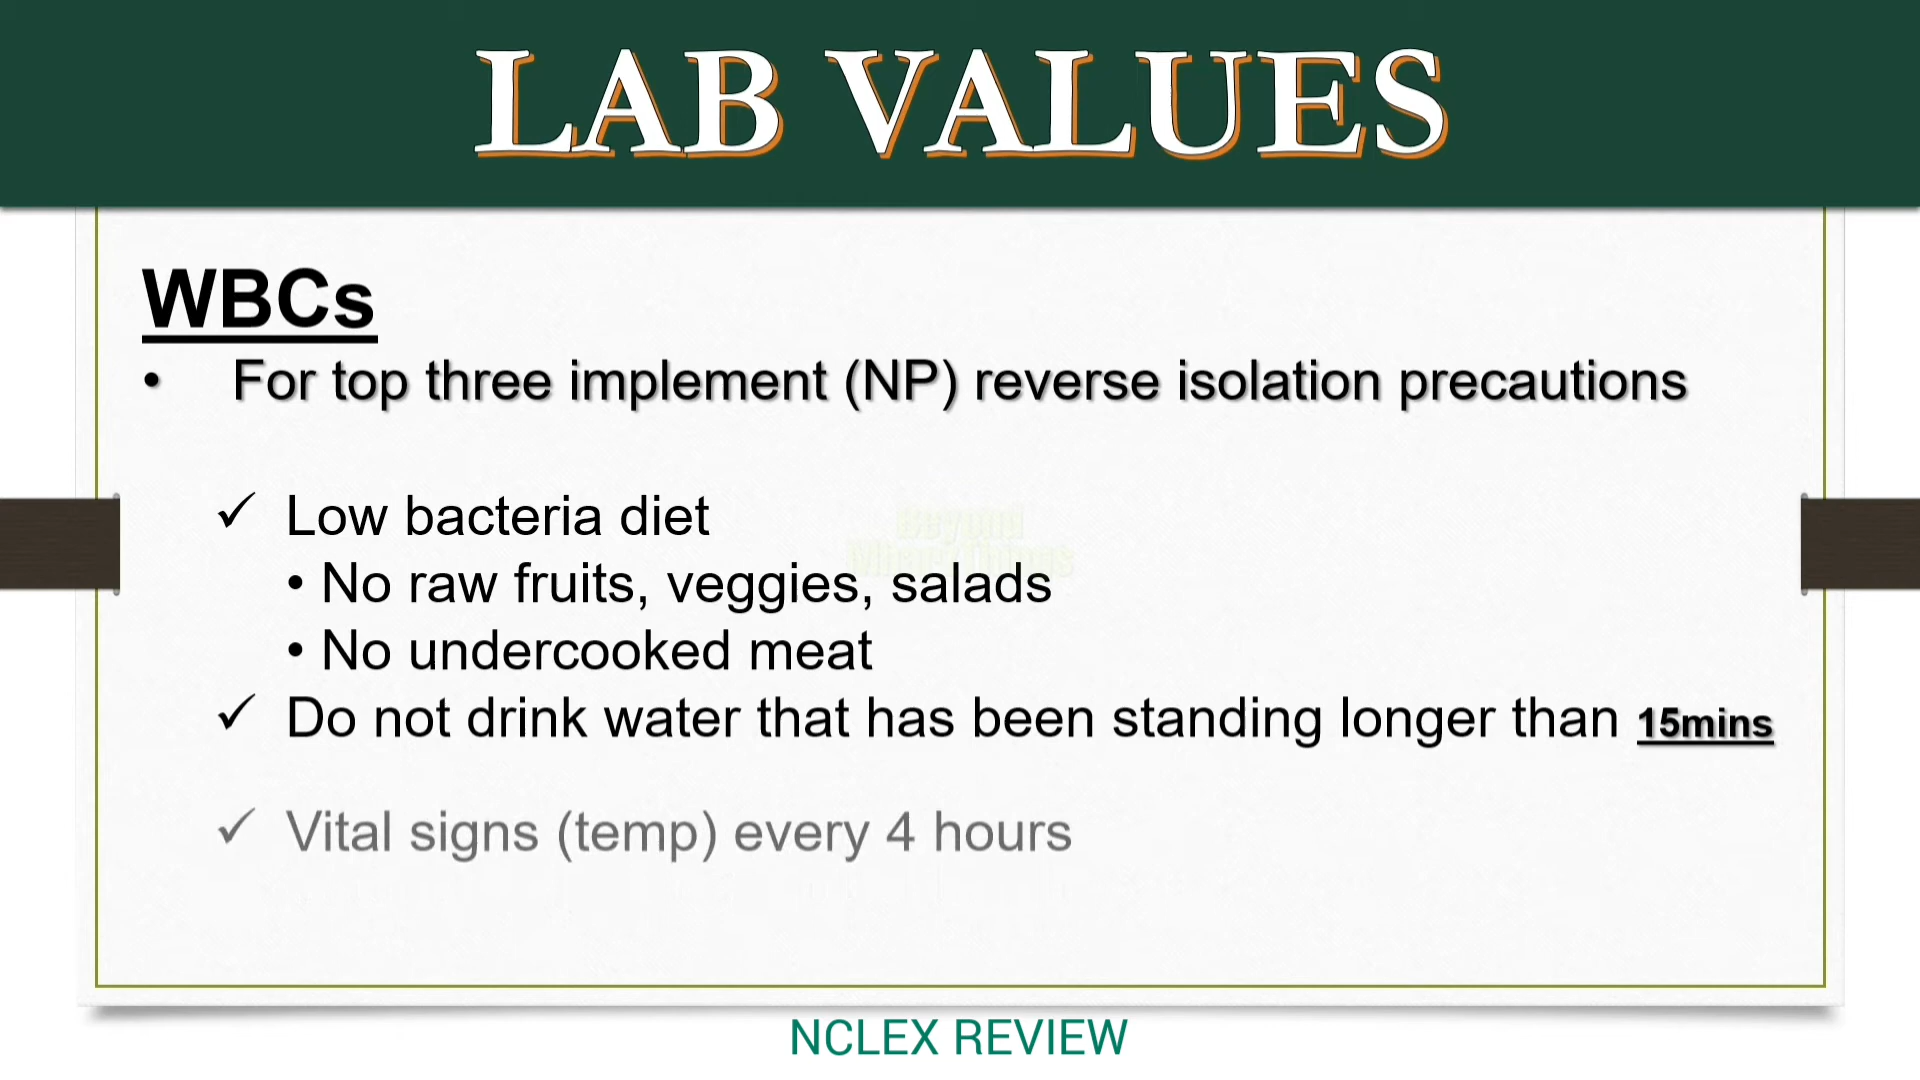 LAB VALUES
WBCs
• For top three implement (NP) reverse isolation precautions
✓ Low bacteria diet
• No raw fruits, veggies, salads
• No undercooked meat
✓ Do not drink water that has been standing longer than 15mins
✓ Vital signs (temp) every 4 hours
NCLEX REVIEW